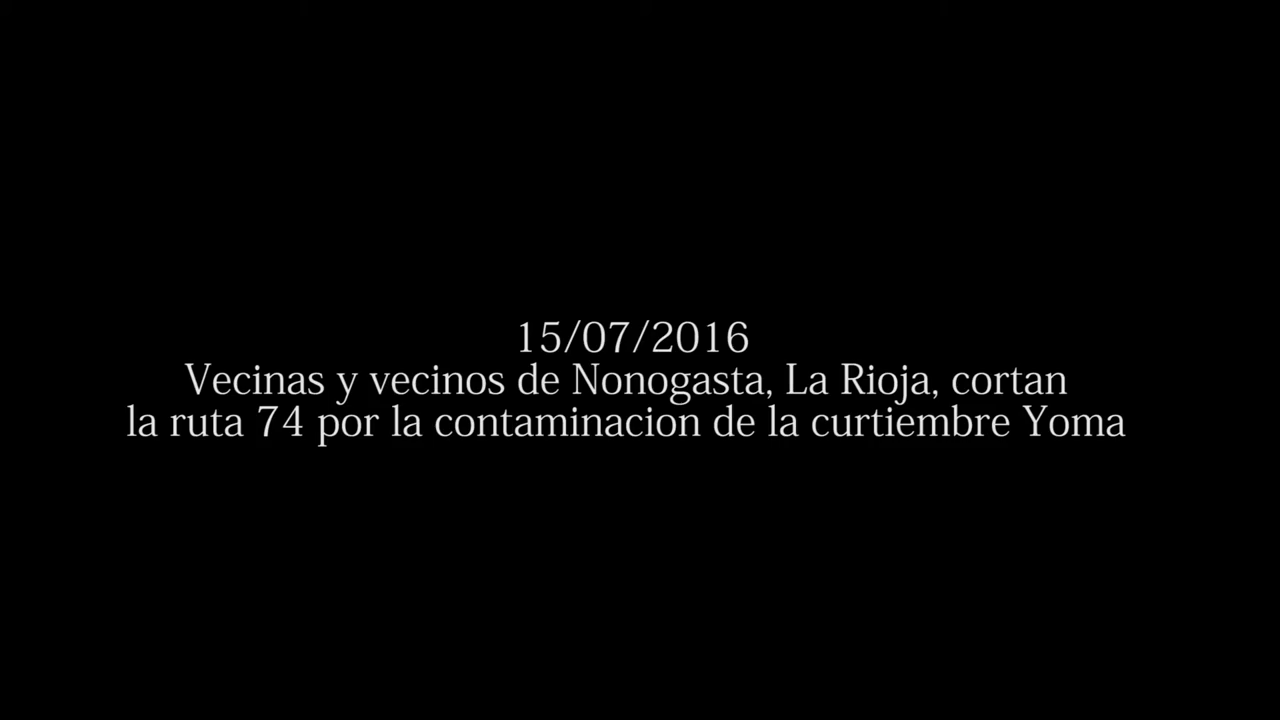 15/07/2016
Vecinas y vecinos de Nonogasta, La Rioja, cortan
la ruta 74 por la contaminacion de la curtiembre Yoma